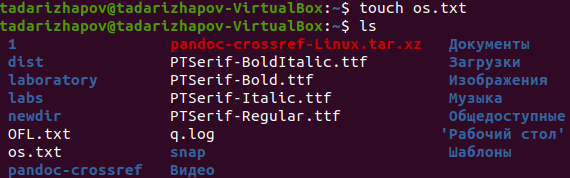 tadarizhapov@tadarizhapov-VirtualBox:~$ touch os.txt
tadarizhapov@tadarizhapov-VirtualBox:~$ ls
1 pandoc-crossref-Linux.tar.xz Документы
dist PTSerif-BoldItalic.ttf Загрузки
laboratory PTSerif-Bold.ttf Изображения
labs PTSerif-Italic.ttf Музыка
newdir PTSerif-Regular.ttf Общедоступные
OFL.txt q.log 'Рабочий стол'
os.txt snap Шаблоны
pandoc-crossref Видео